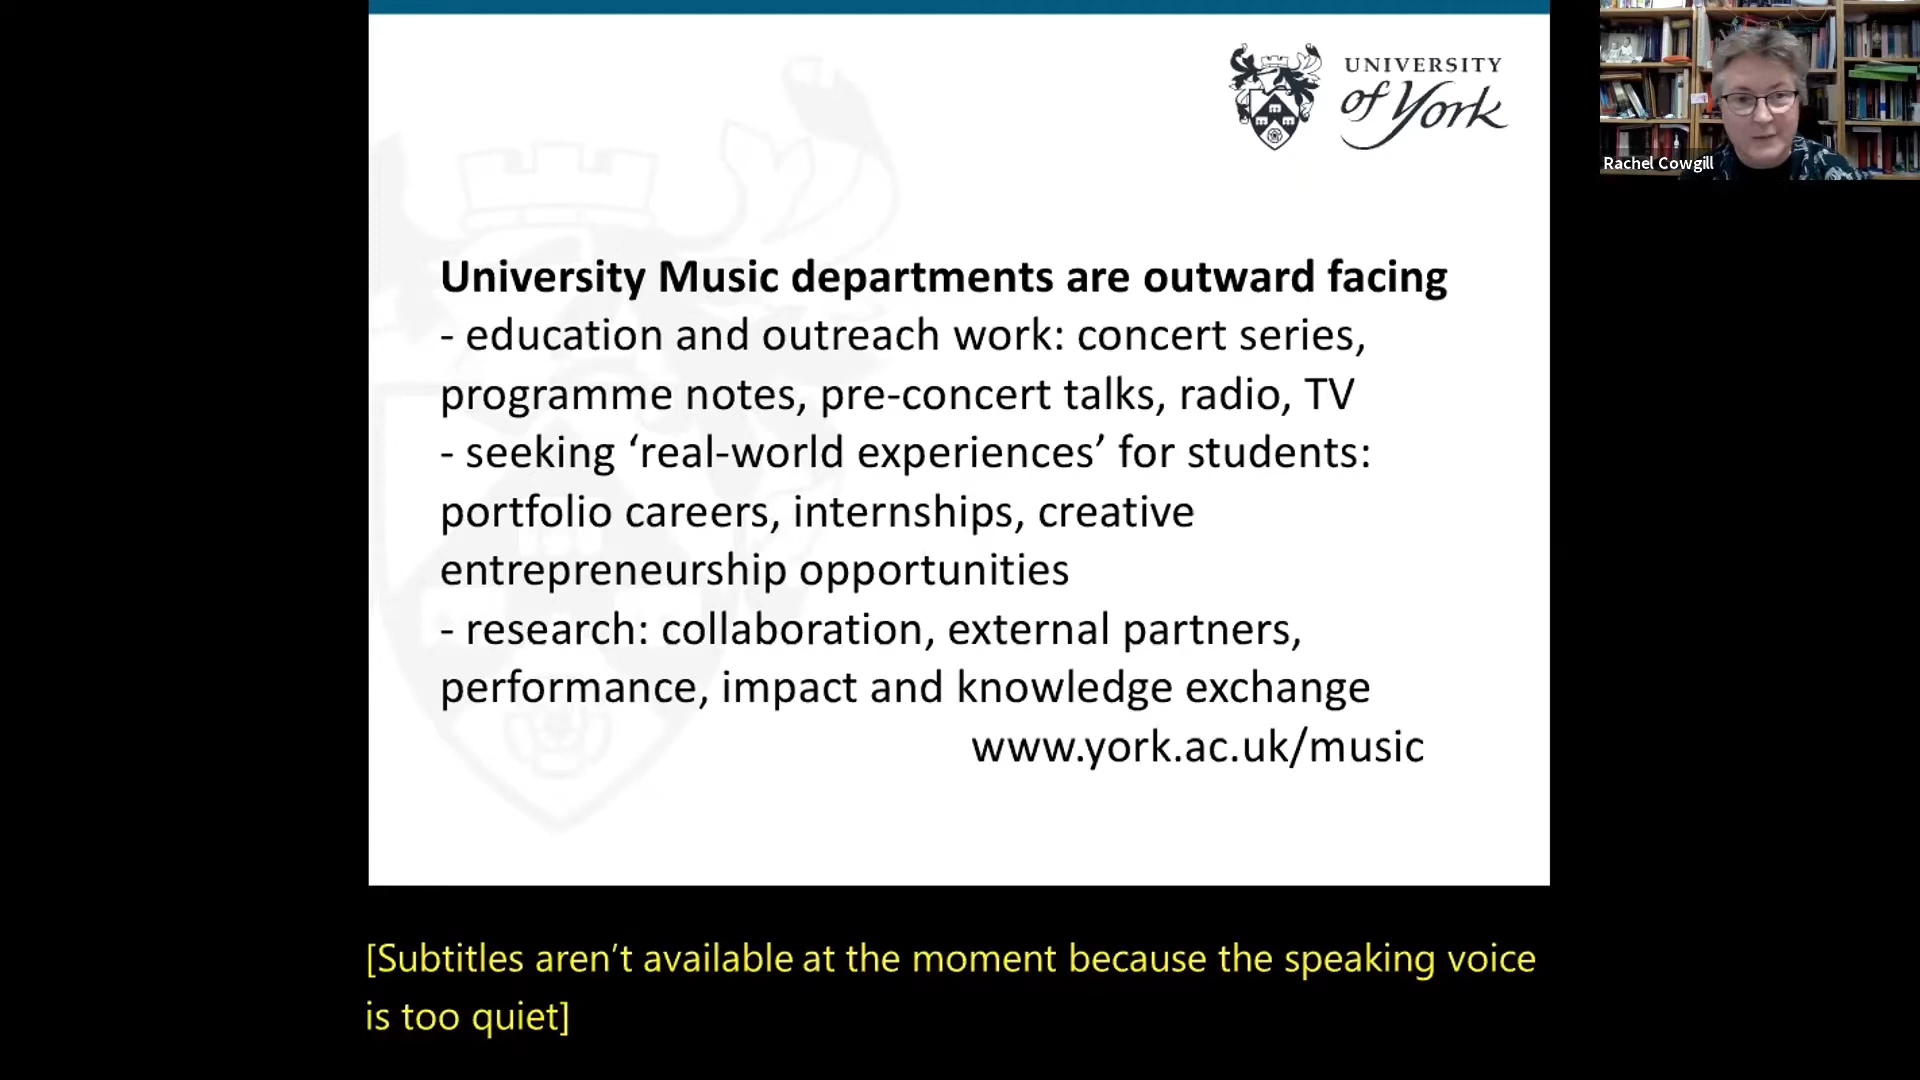 UNIVERSITY
of York
Rachel Cowgill
University Music departments are outward facing
- education and outreach work: concert series,
programme notes, pre-concert talks, radio, TV
- seeking ‘real-world experiences’ for students:
portfolio careers, internships, creative
entrepreneurship opportunities
- research: collaboration, external partners,
performance, impact and knowledge exchange
www.york.ac.uk/music
[Subtitles aren’t available at the moment because the speaking voice
is too quiet]